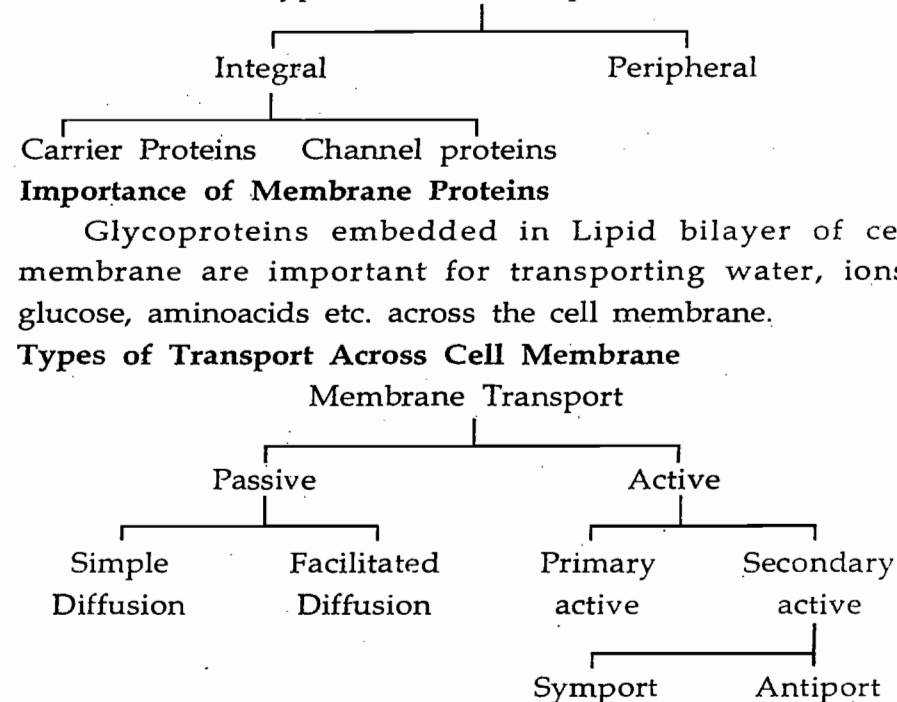 Integral Peripheral
Carrier Proteins Channel proteins
Importance of Membrane Proteins
Glycoproteins embedded in Lipid bilayer of ce
membrane are important for transporting water, ions
glucose, aminoacids etc. across the cell membrane.
Types of Transport Across Cell Membrane
Membrane Transport
Passive Active
Simple Facilitated Primary Secondary
Diffusion Diffusion active active
Symport Antiport